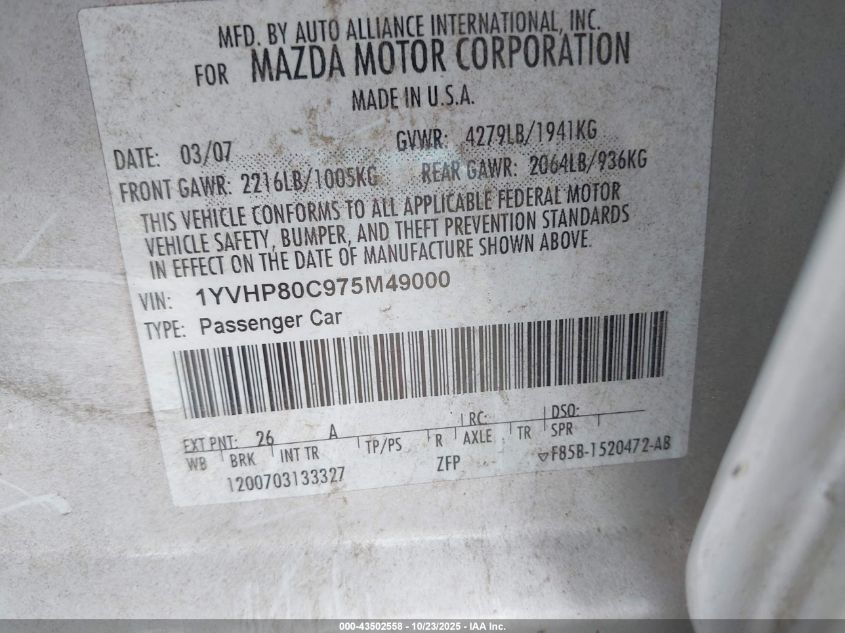 MFD. BY AUTO ALLIANCE INTERNATIONAL, INC.
FOR MAZDA MOTOR CORPORATION
MADE IN U.S.A.
DATE: 03/07 GVWR: 4279LB/1941KG
FRONT GAWR: 2216LB/1005KG REAR GAWR: 2064LB/936KG
THIS VEHICLE CONFORMS TO ALL APPLICABLE FEDERAL MOTOR
VEHICLE SAFETY, BUMPER, AND THEFT PREVENTION STANDARDS
IN EFFECT ON THE DATE OF MANUFACTURE SHOWN ABOVE.
VIN: 1YVHP80C975M49000
TYPE: Passenger Car
EXT PNT: 26 A RC: DSO:
WB BRK INT TR TP/PS R AXLE TR SPR
1200703133327 ZFP F85B-1520472-AB
000-43502558 - 10/23/2025 - IAA Inc.